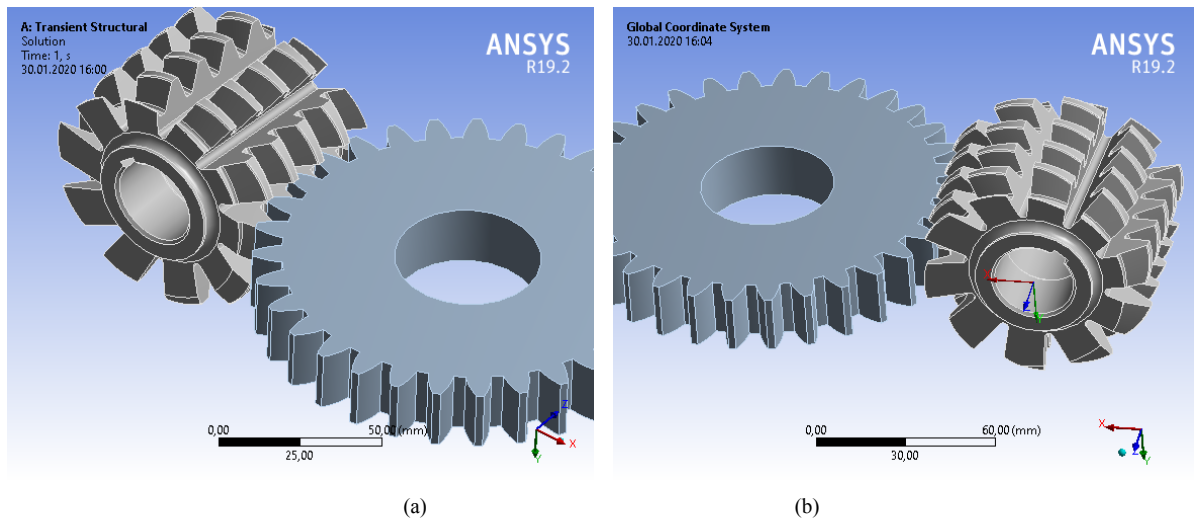 A: Transient Structural
Solution
Time: 1, s
30.01.2020 16:00
ANSYS
R19.2
0,00
50,00 (mm)
25,00
Z
X
Y
(a)
Global Coordinate System
30.01.2020 16:04
ANSYS
R19.2
X
Z
Y
0,00
60,00 (mm)
30,00
X
Z
Y
(b)